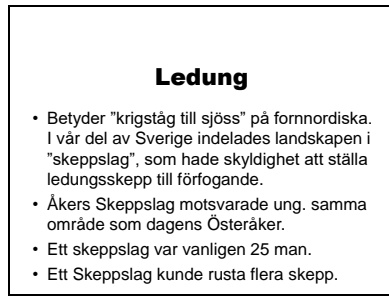 Ledung
• Betyder ”krigståg till sjöss” på fornnordiska.
I vår del av Sverige indelades landskapen i
”skeppslag”, som hade skyldighet att ställa
ledungsskepp till förfogande.
• Åkers Skeppslag motsvarade ung. samma
område som dagens Österåker.
• Ett skeppslag var vanligen 25 man.
• Ett Skeppslag kunde rusta flera skepp.